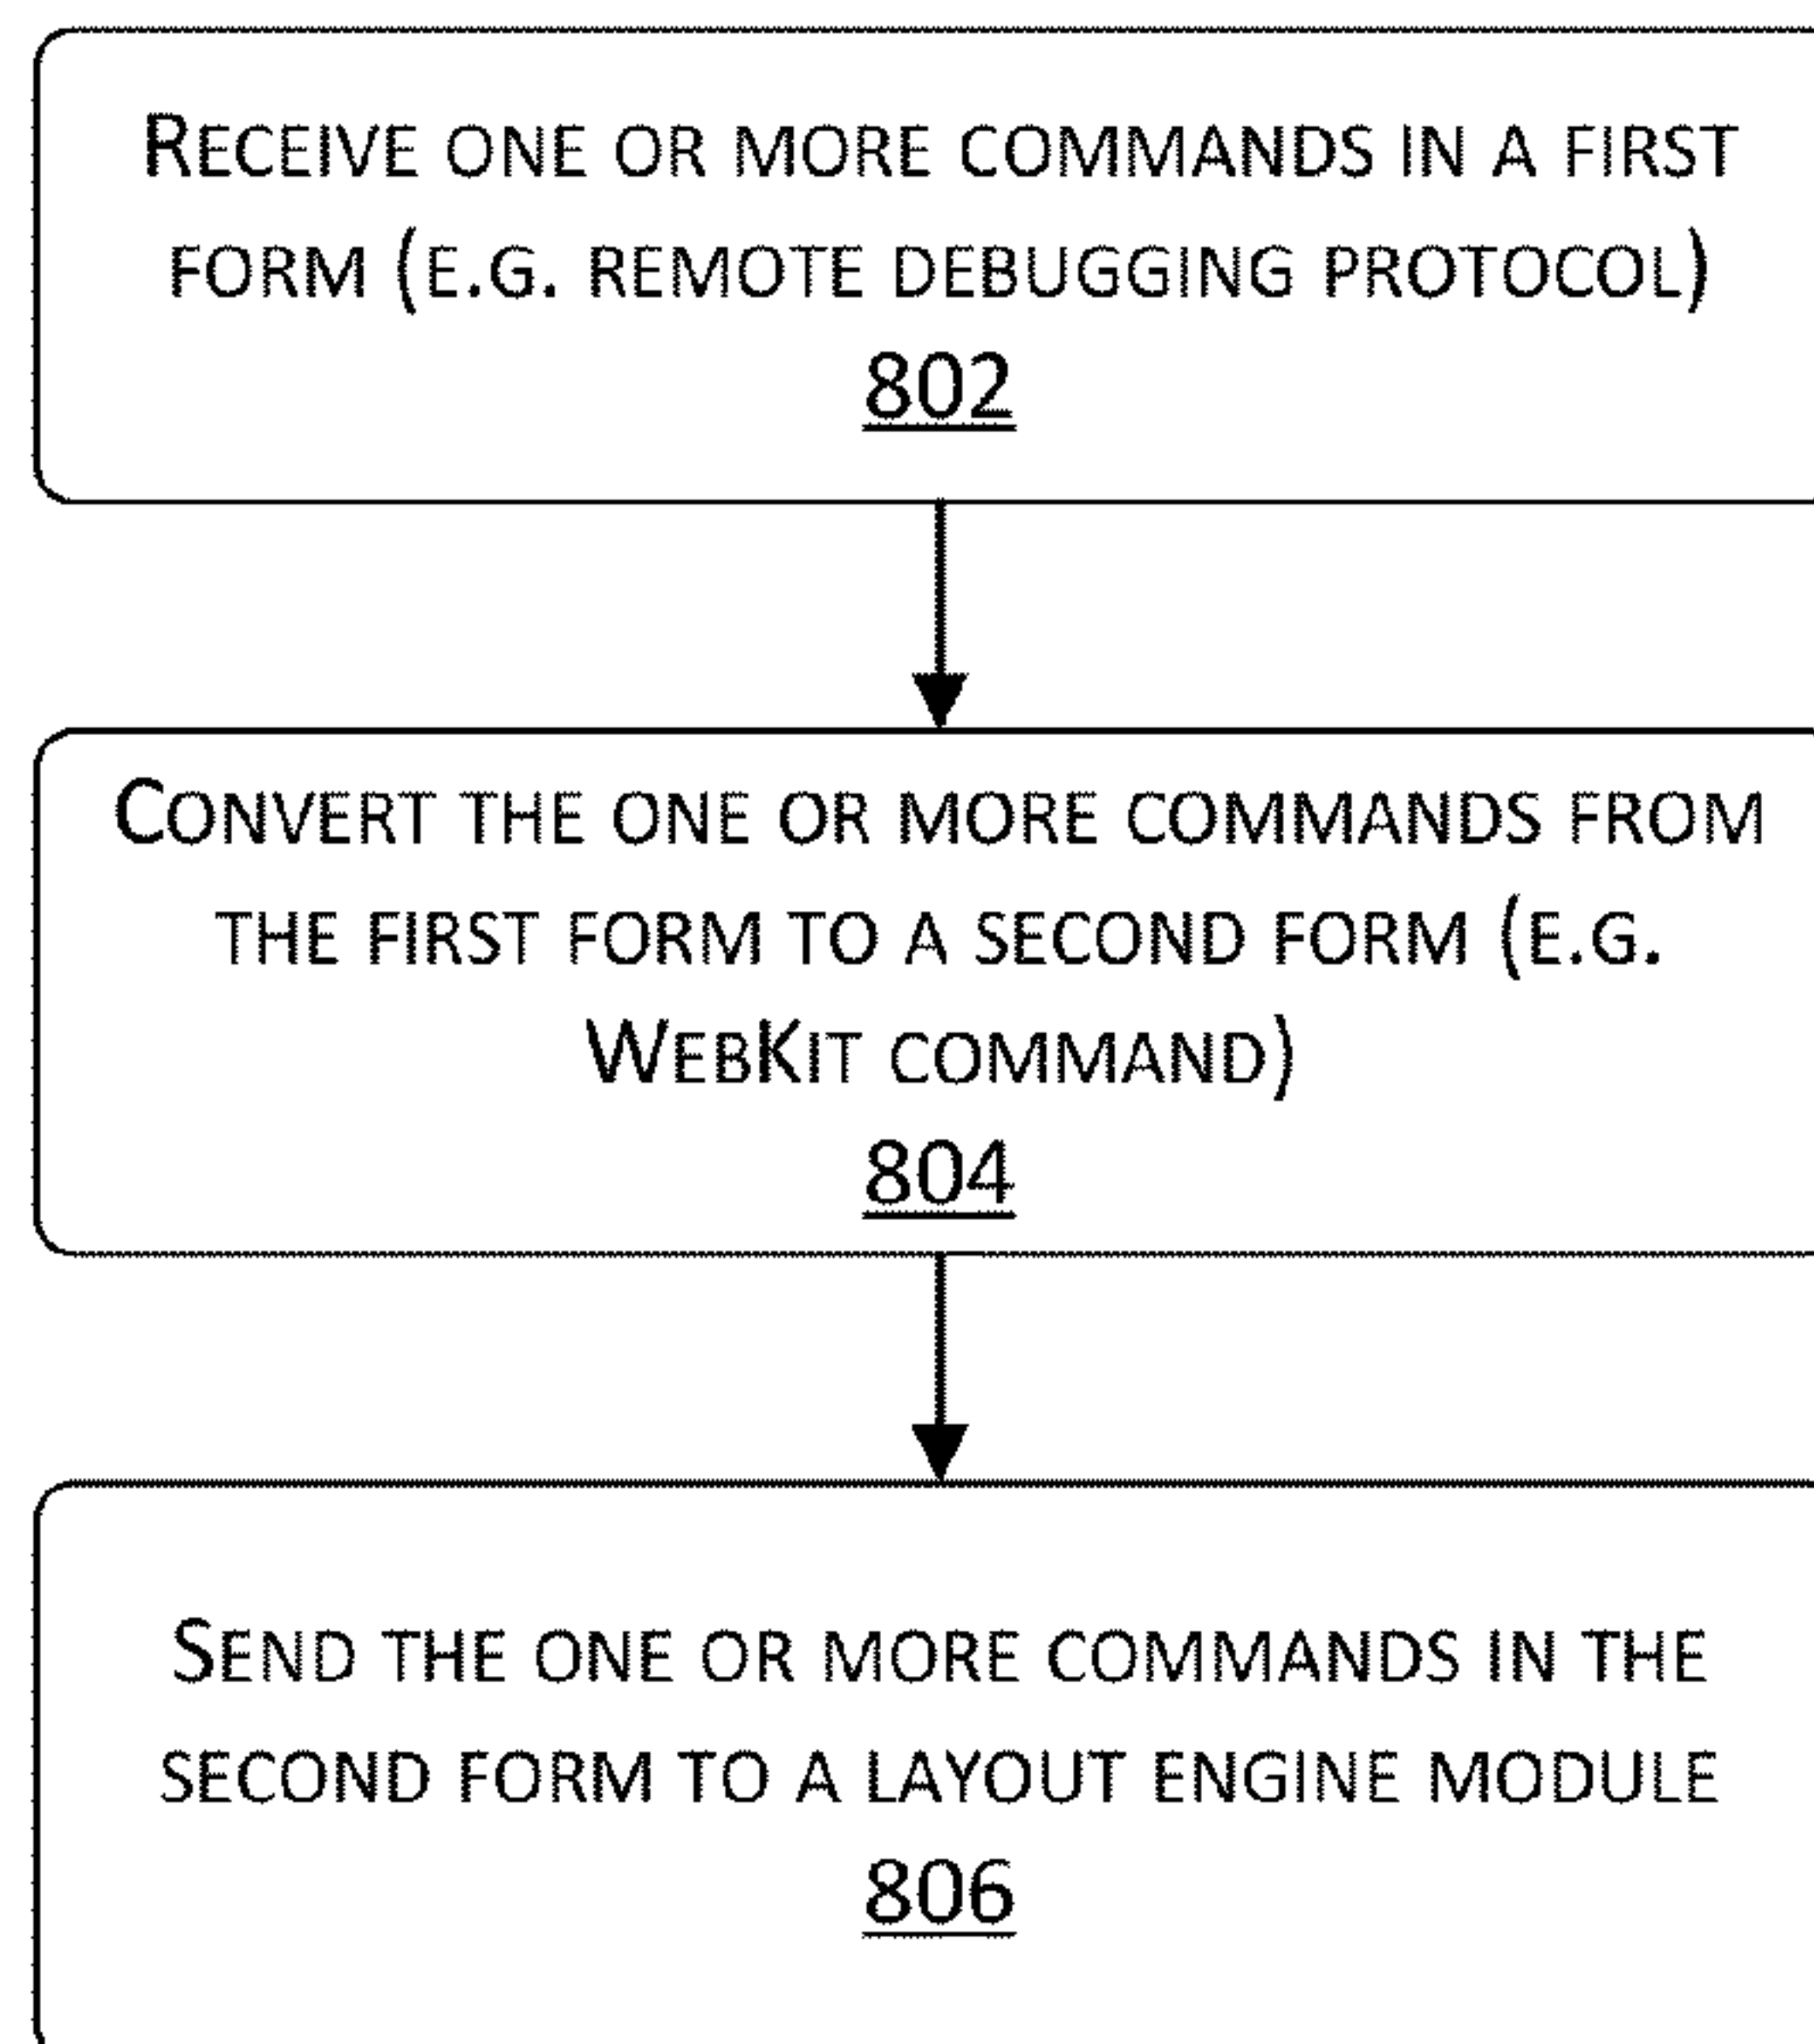 RECEIVE ONE OR MORE COMMANDS IN A FIRST
FORM (E.G. REMOTE DEBUGGING PROTOCOL)
802
CONVERT THE ONE OR MORE COMMANDS FROM
THE FIRST FORM TO A SECOND FORM (E.G.
WEBKIT COMMAND)
804
SEND THE ONE OR MORE COMMANDS IN THE
SECOND FORM TO A LAYOUT ENGINE MODULE
806